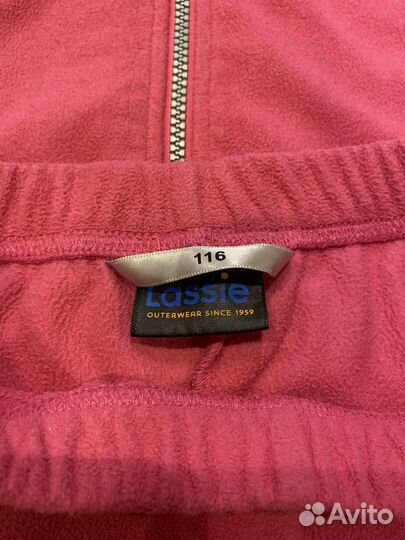 116
Lassie
OUTERWEAR SINCE 1959
Avito